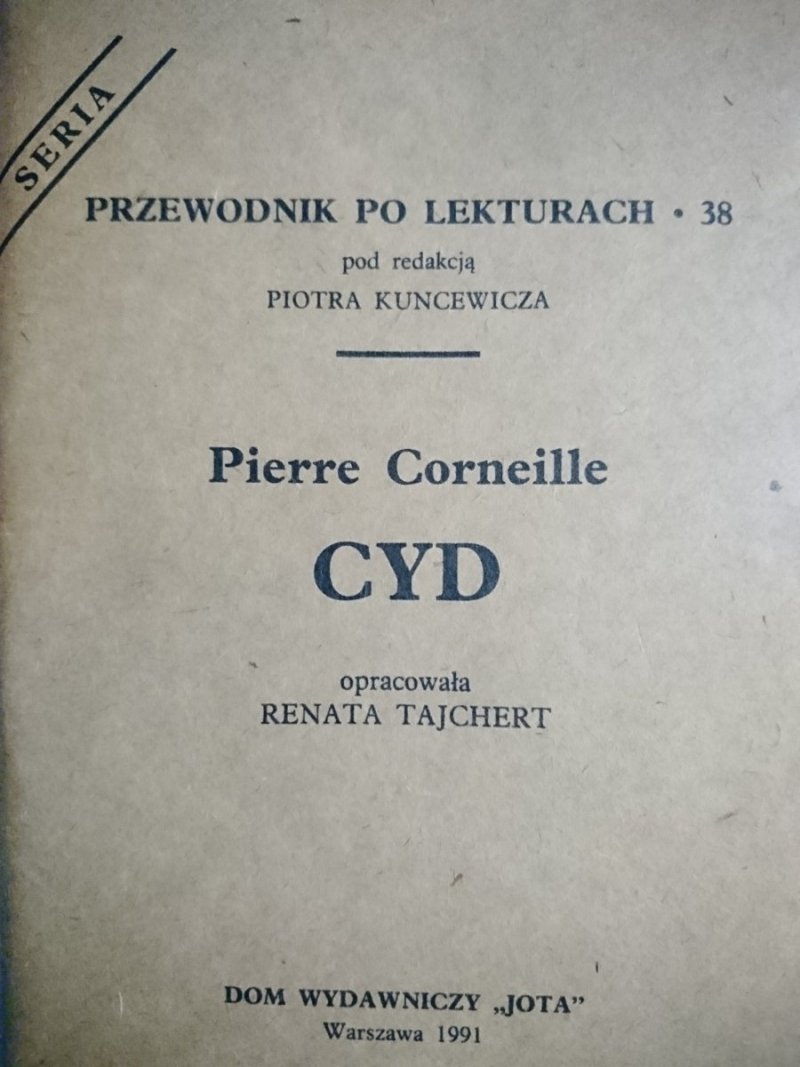 SERIA
PRZEWODNIK PO LEKTURACH • 38
pod redakcją
PIOTRA KUNCEWICZA
Pierre Corneille
CYD
opracowała
RENATA TAJCHERT
DOM WYDAWNICZY „JOTA”
Warszawa 1991